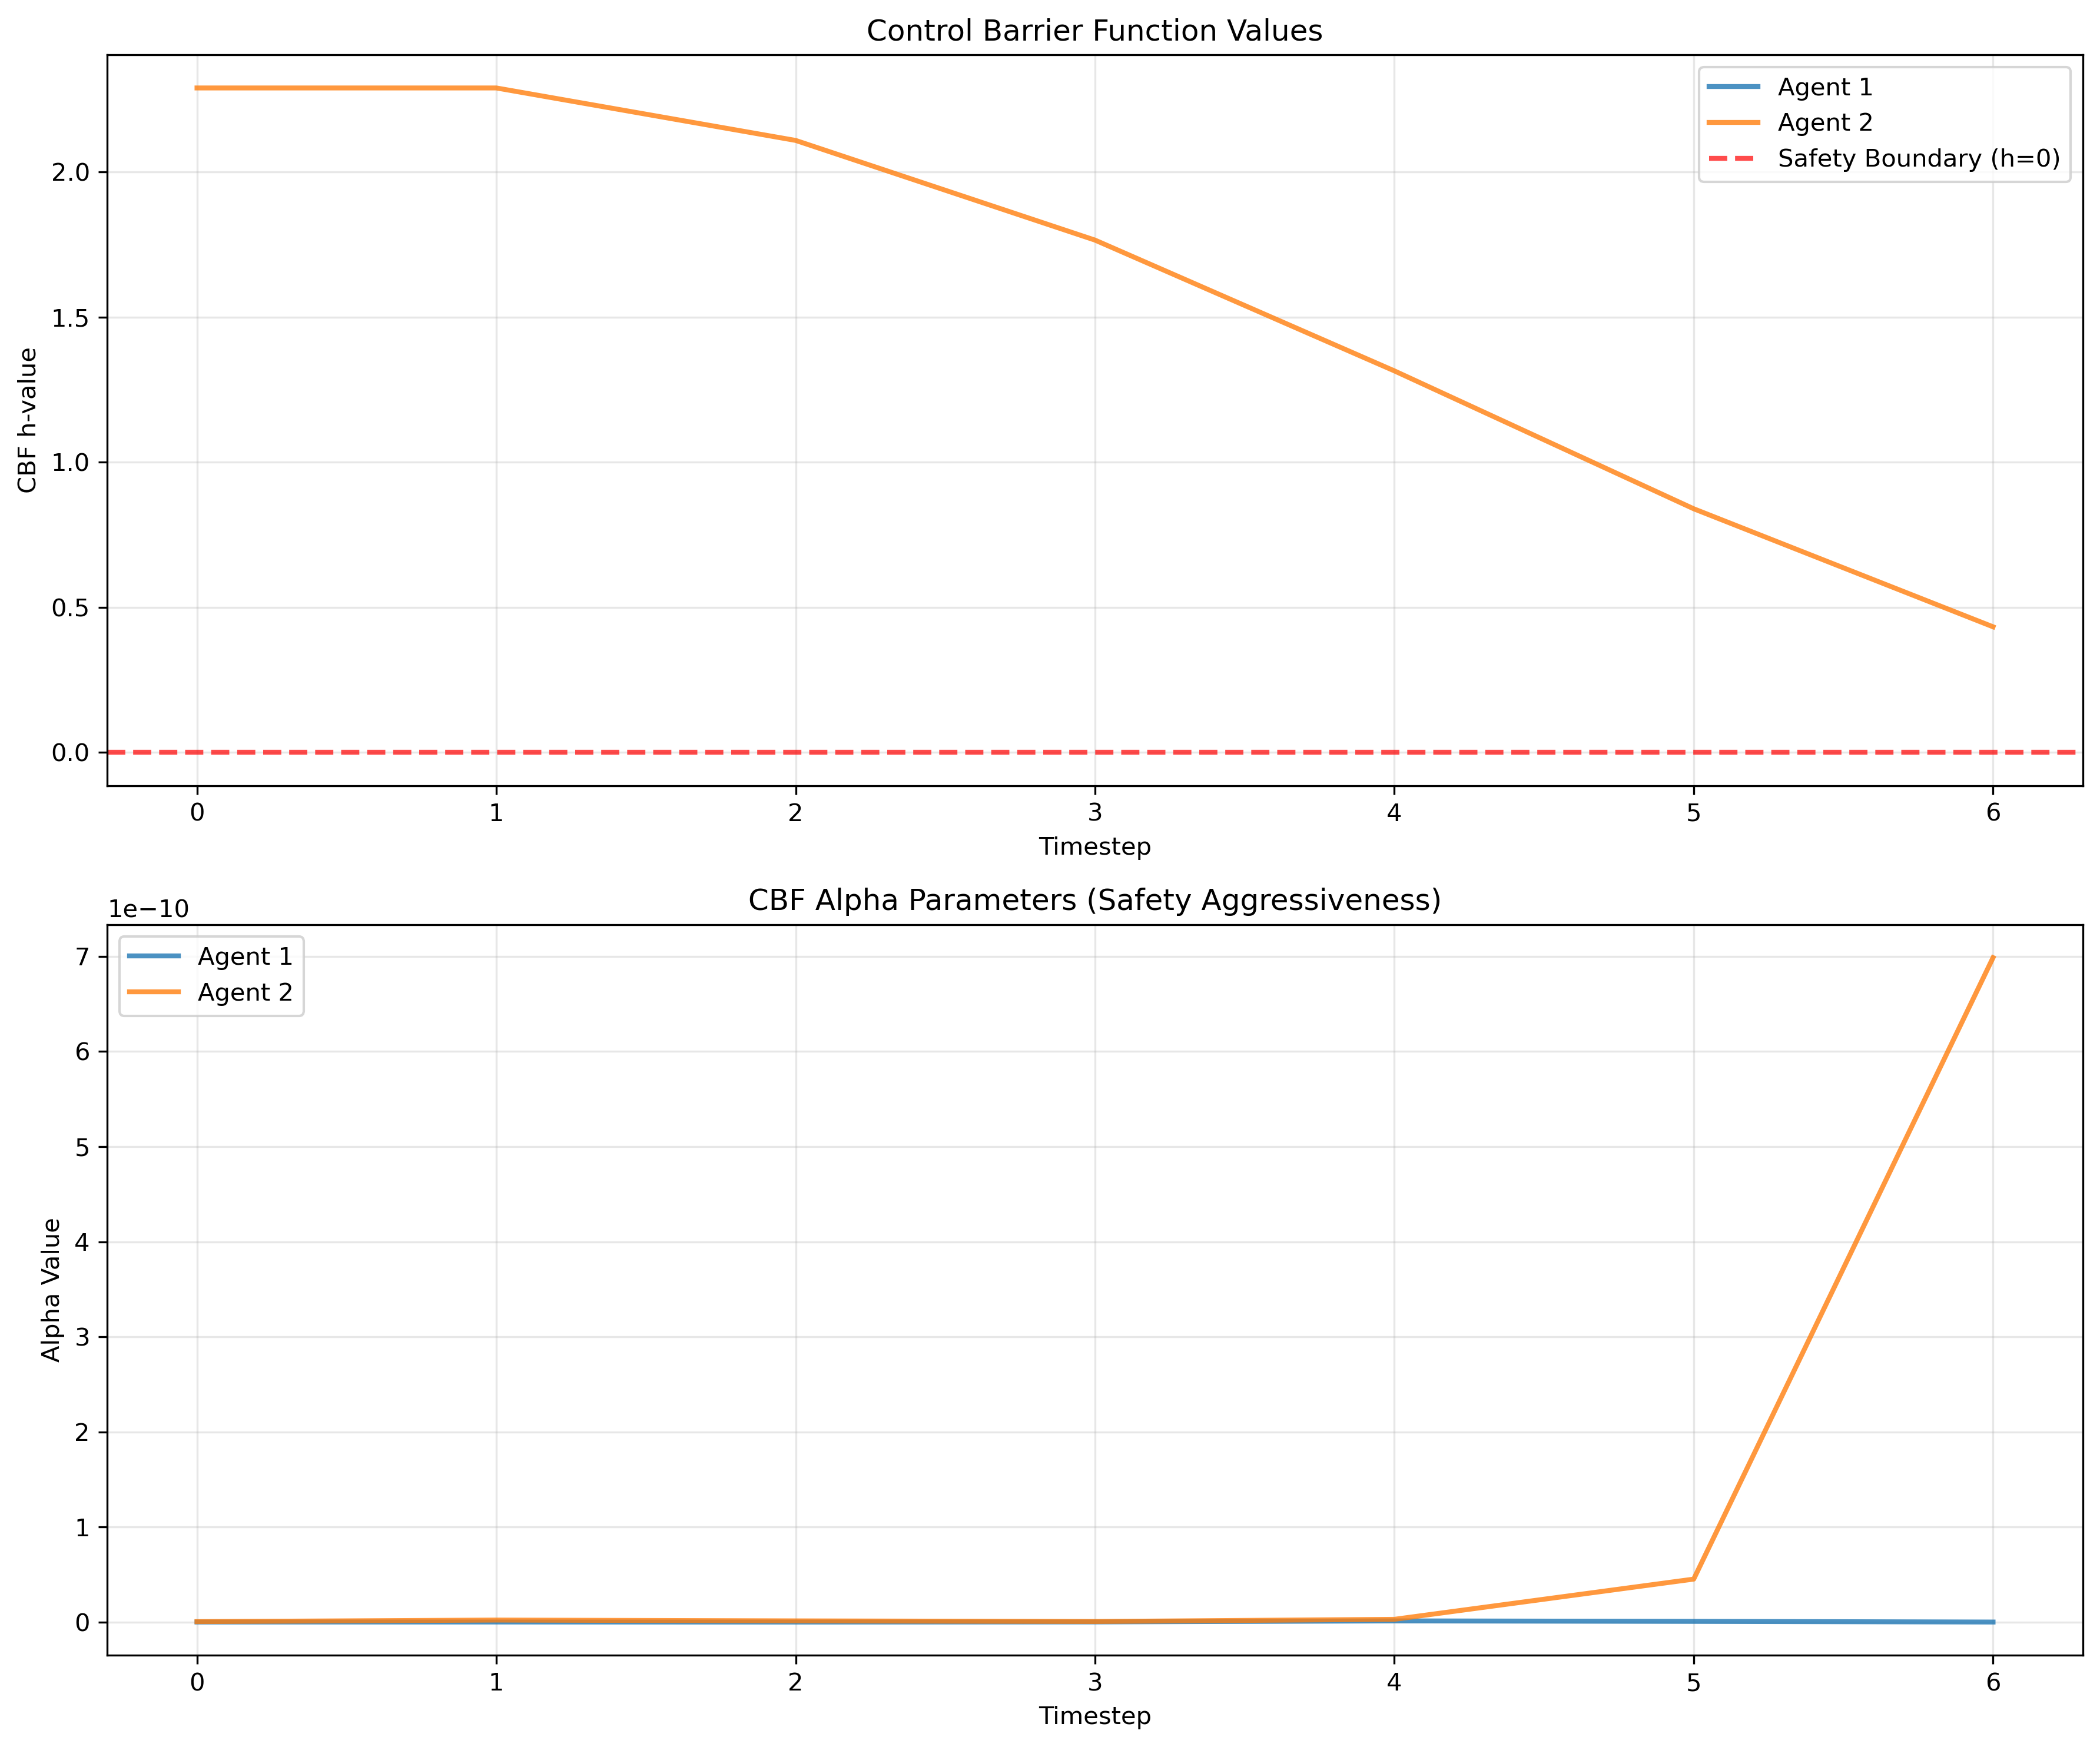 Control Barrier Function Values
Agent 1
Agent 2
Safety Boundary (h=0)
CBF h-value
2.0
1.5
1.0
0.5
0.0
0 1 2 3 4 5 6
Timestep
CBF Alpha Parameters (Safety Aggressiveness)
1e−10
Agent 1
Agent 2
Alpha Value
7
6
5
4
3
2
1
0
0 1 2 3 4 5 6
Timestep